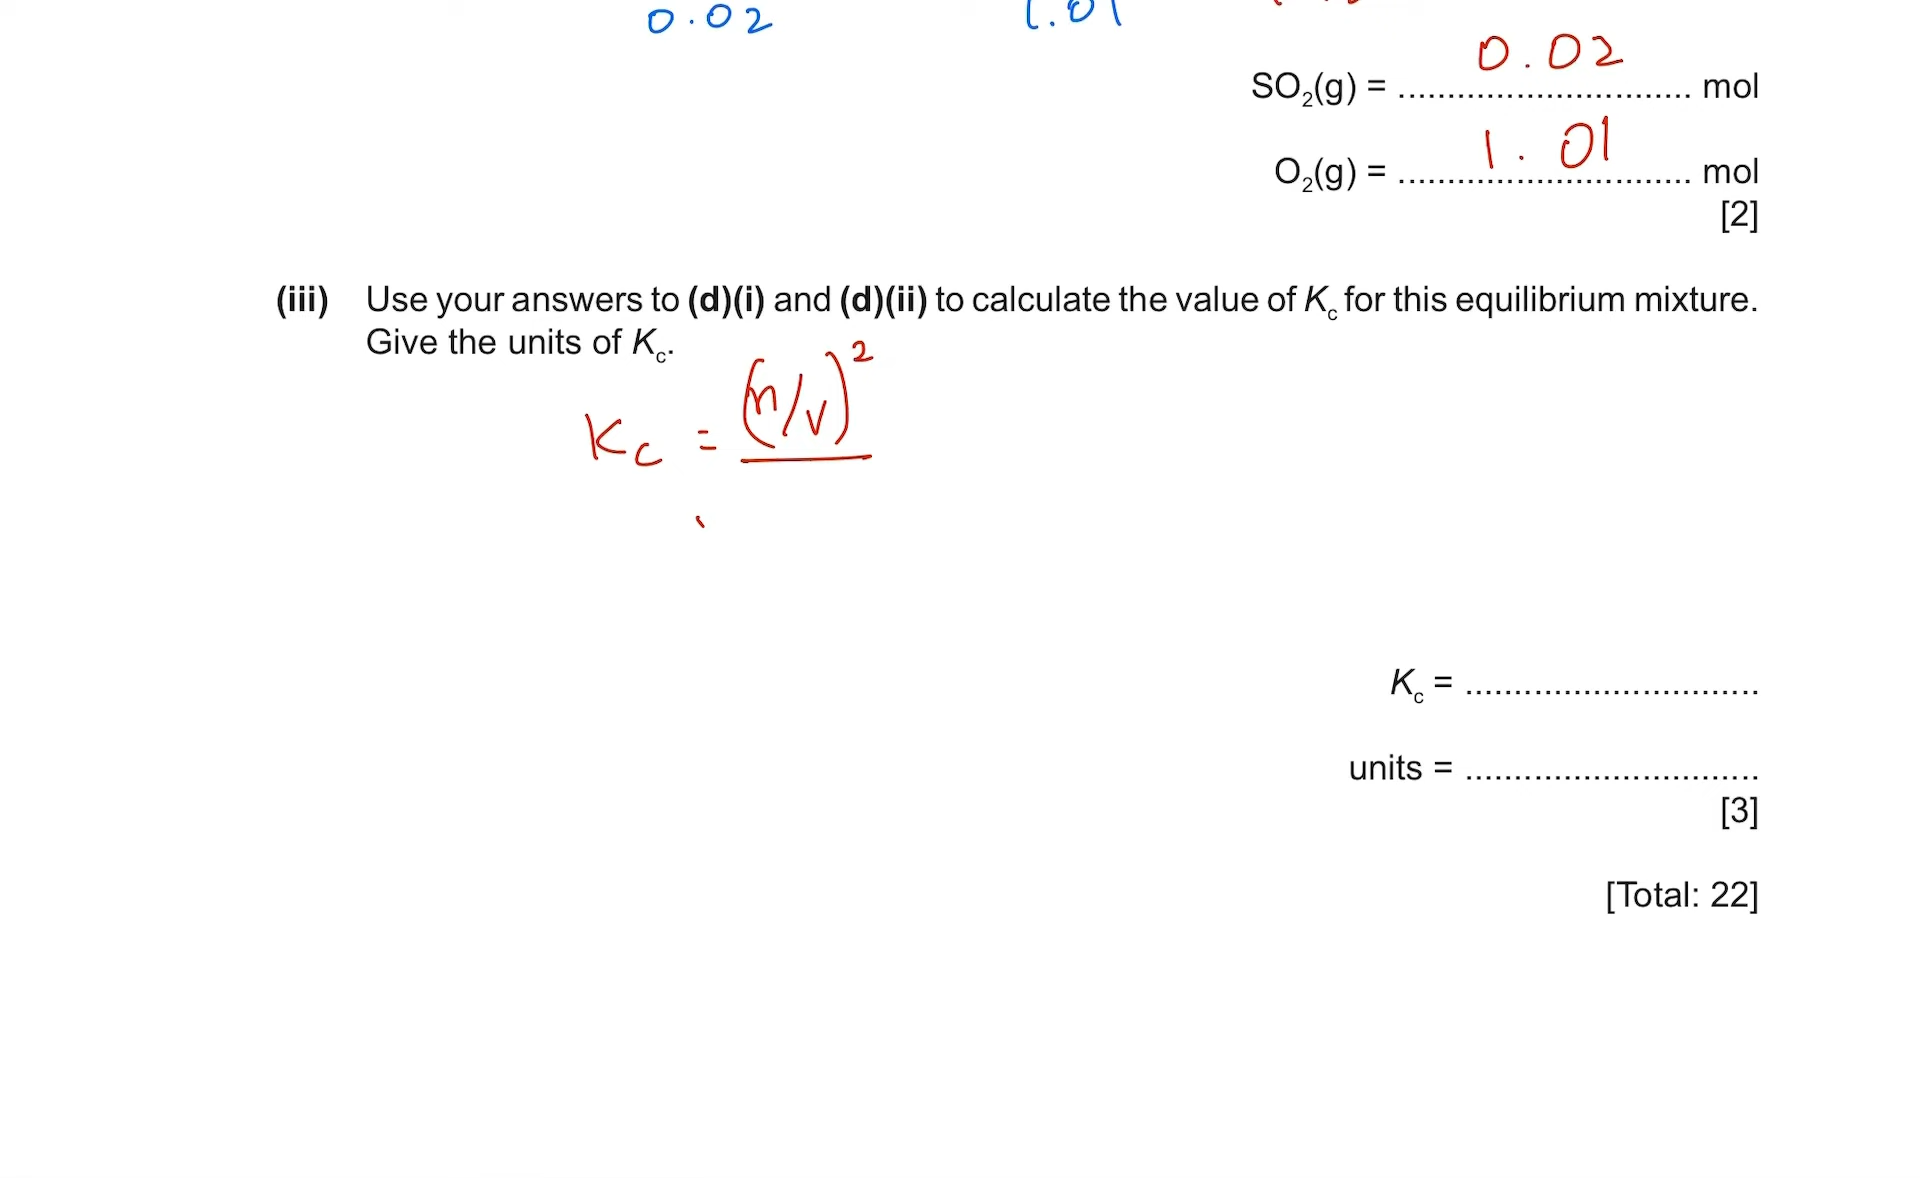 0.02 1.01
0.02
SO₂(g) = .............................. mol
1.01
O₂(g) = .............................. mol
[2]
(iii) Use your answers to (d)(i) and (d)(ii) to calculate the value of Kc for this equilibrium mixture.
Give the units of Kc.
Kc = (n/v)²
Kc = ..............................
units = ..............................
[3]
[Total: 22]